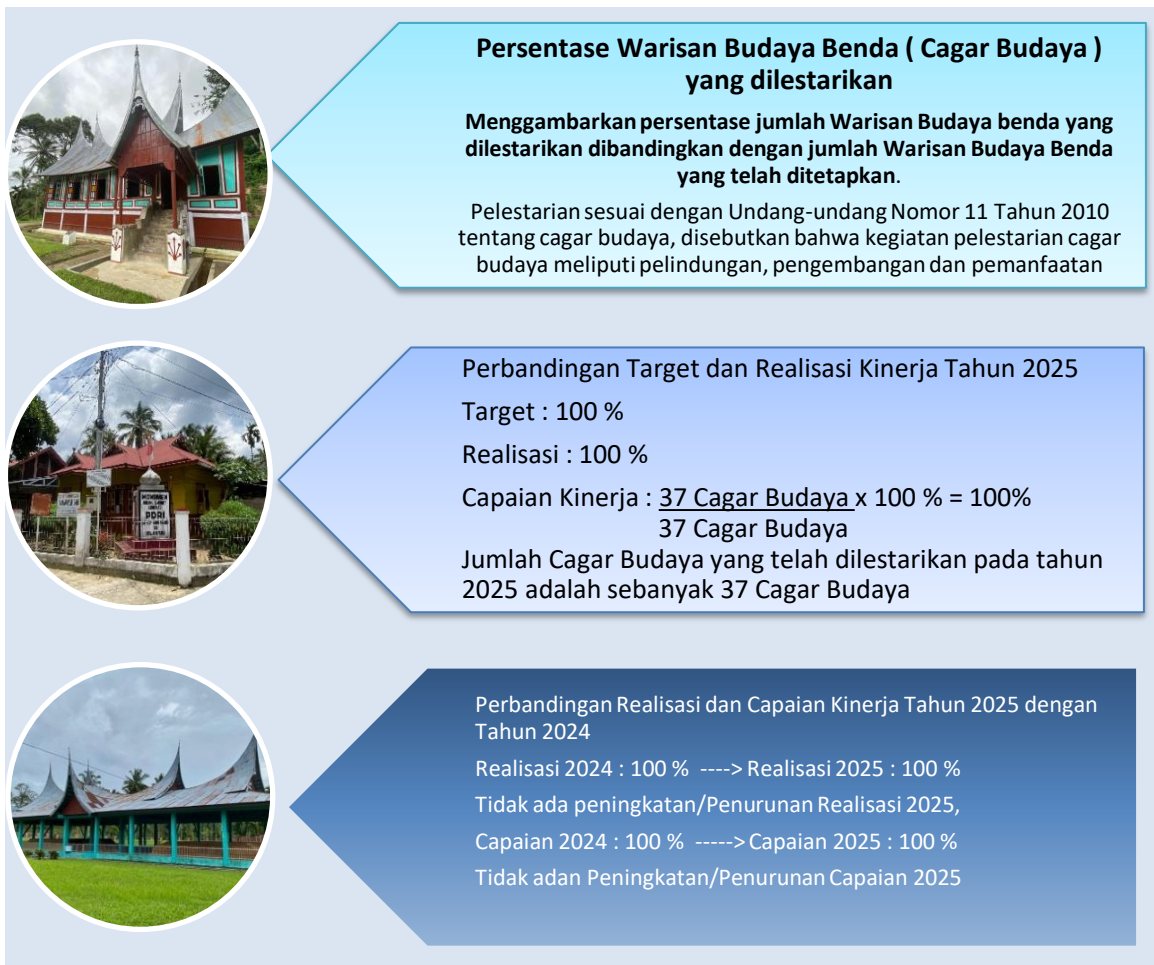 Persentase Warisan Budaya Benda ( Cagar Budaya )
yang dilestarikan
Menggambarkan persentase jumlah Warisan Budaya benda yang
dilestarikan dibandingkan dengan jumlah Warisan Budaya Benda
yang telah ditetapkan.
Pelestarian sesuai dengan Undang-undang Nomor 11 Tahun 2010
tentang cagar budaya, disebutkan bahwa kegiatan pelestarian cagar
budaya meliputi pelindungan, pengembangan dan pemanfaatan
PDRI
Perbandingan Target dan Realisasi Kinerja Tahun 2025
Target : 100 %
Realisasi : 100 %
Capaian Kinerja : 37 Cagar Budaya x 100 % = 100%
37 Cagar Budaya
Jumlah Cagar Budaya yang telah dilestarikan pada tahun
2025 adalah sebanyak 37 Cagar Budaya
Perbandingan Realisasi dan Capaian Kinerja Tahun 2025 dengan
Tahun 2024
Realisasi 2024 : 100 % ----> Realisasi 2025 : 100 %
Tidak ada peningkatan/Penurunan Realisasi 2025,
Capaian 2024 : 100 % -----> Capaian 2025 : 100 %
Tidak adan Peningkatan/Penurunan Capaian 2025